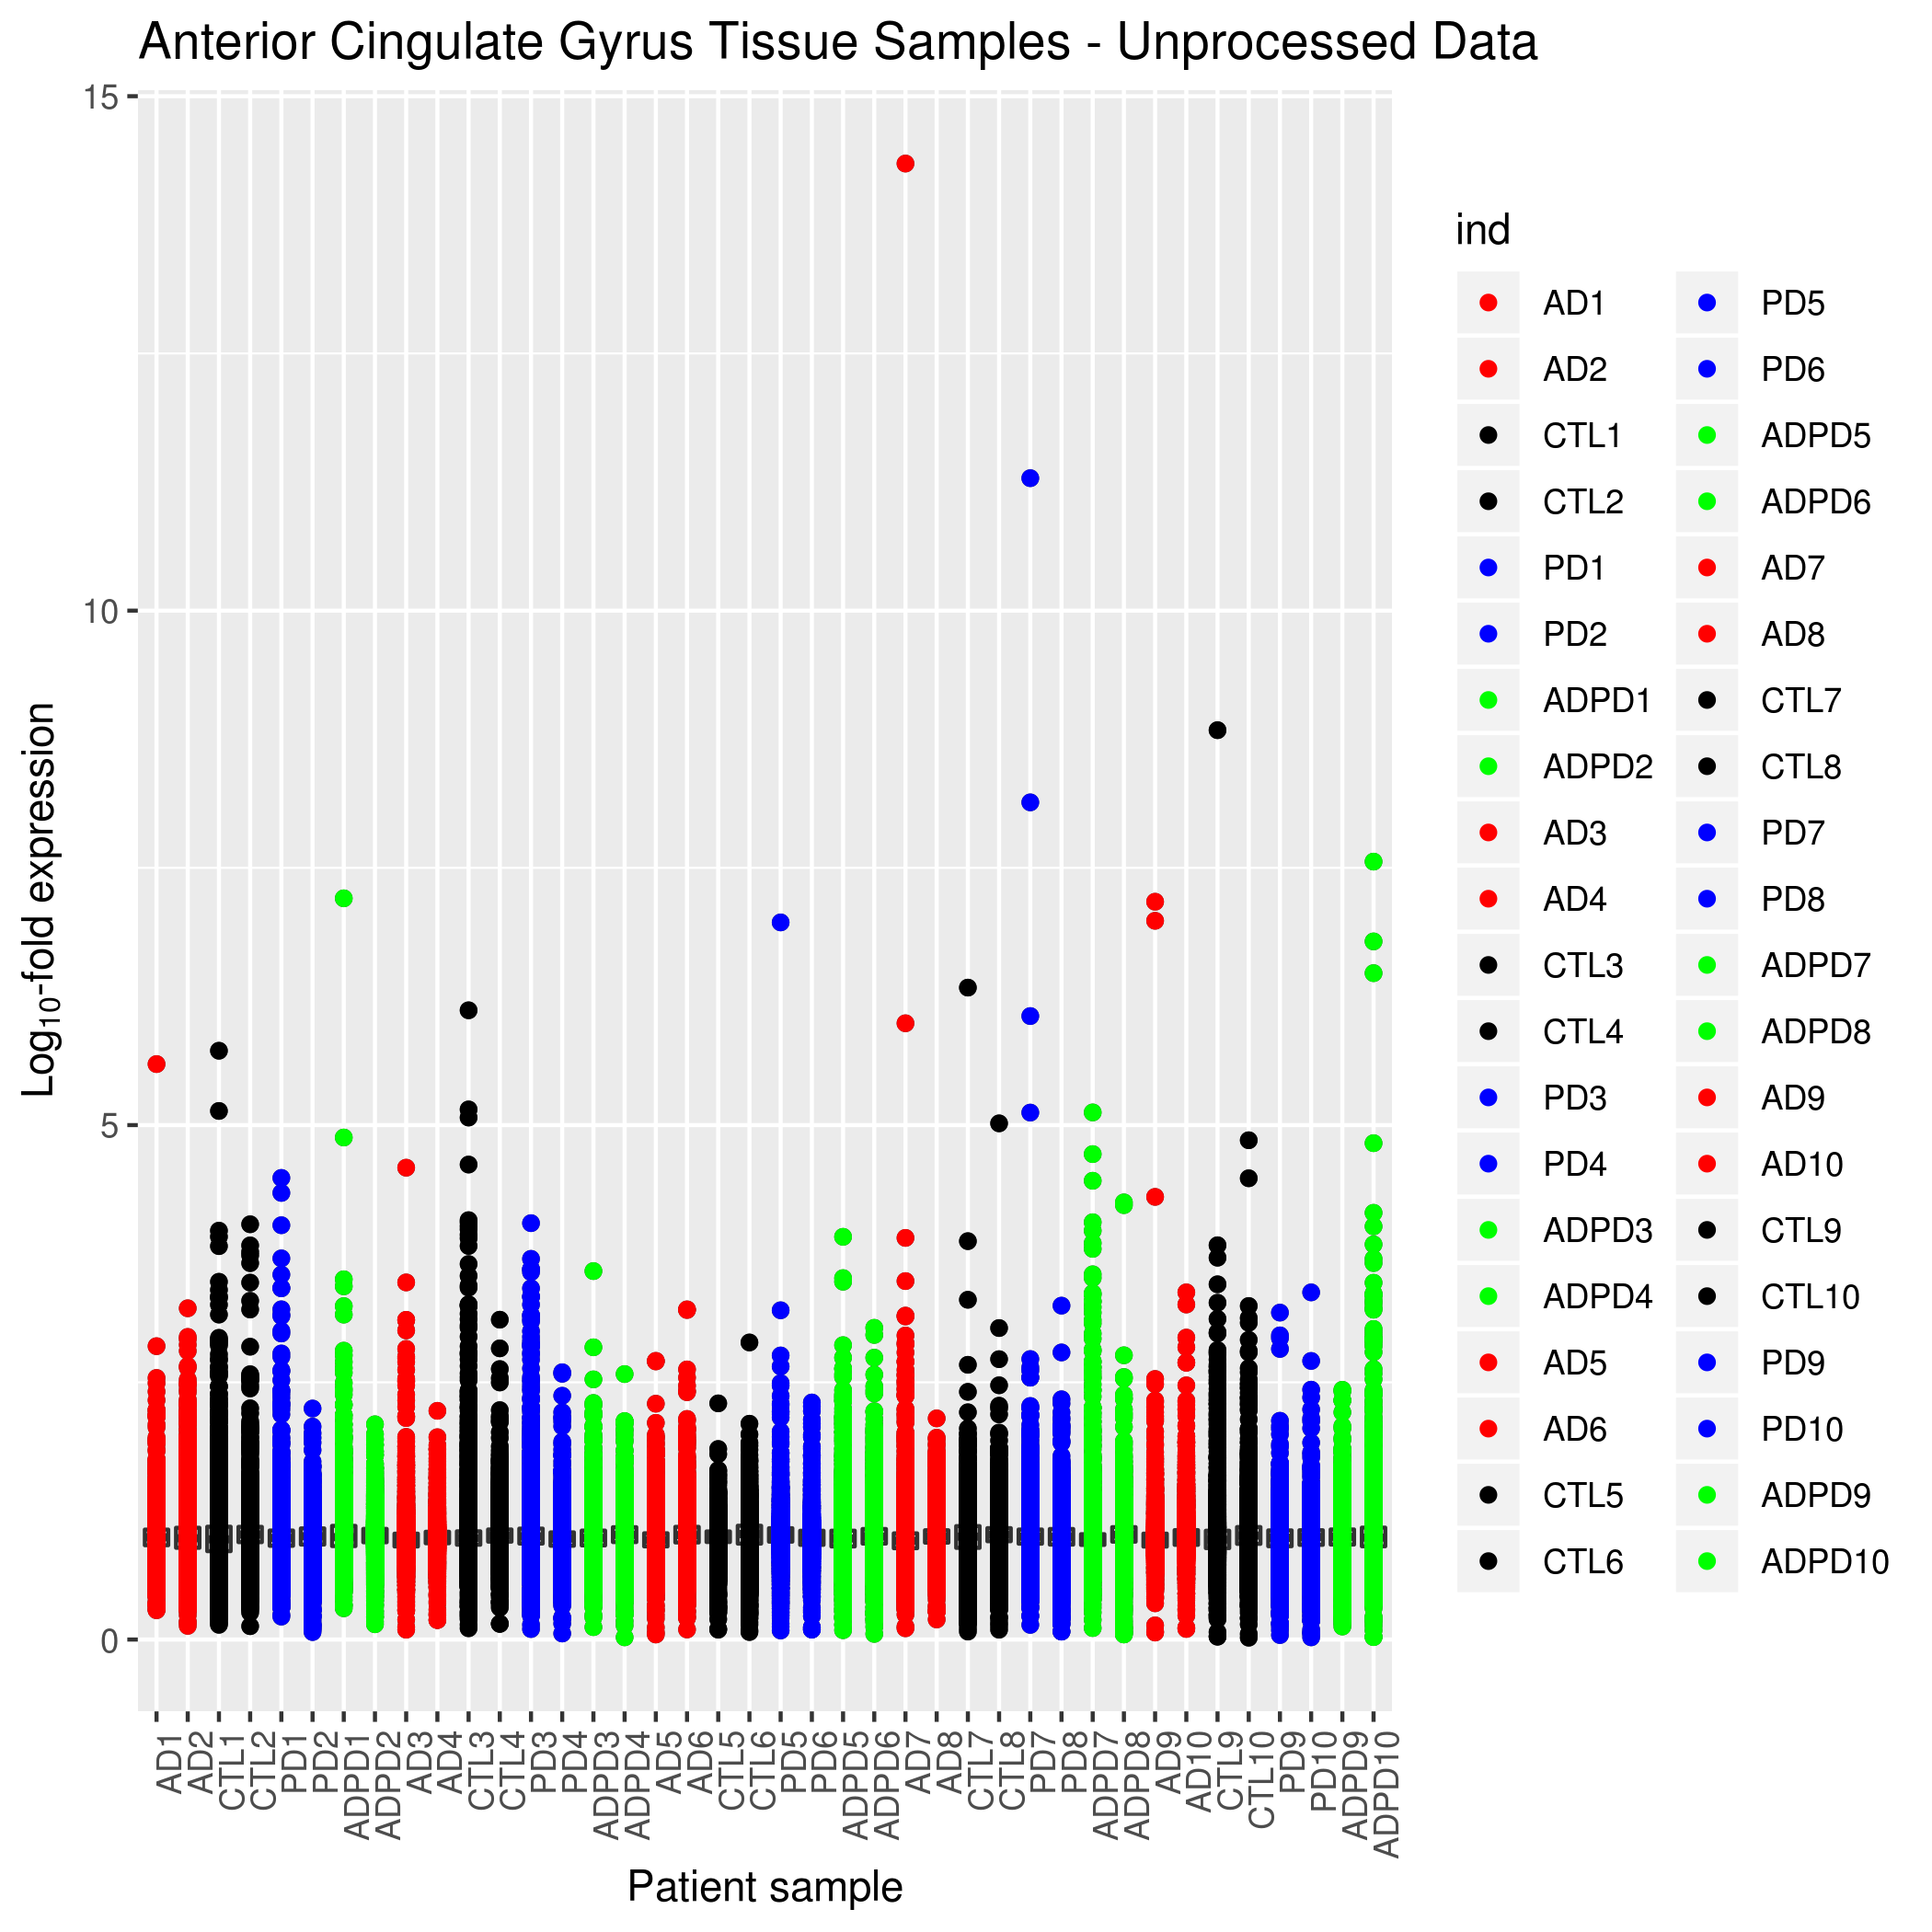 Anterior Cingulate Gyrus Tissue Samples - Unprocessed Data
15
10
5
0
Log10-fold expression
AD1
AD2
CTL1
CTL2
PD1
PD2
ADPD1
ADPD2
AD3
AD4
CTL3
CTL4
PD3
PD4
ADPD3
ADPD4
AD5
AD6
CTL5
CTL6
PD5
PD6
ADPD5
ADPD6
AD7
AD8
CTL7
CTL8
PD7
PD8
ADPD7
ADPD8
AD9
AD10
CTL9
CTL10
PD9
PD10
ADPD9
ADPD10
Patient sample
ind
AD1
AD2
CTL1
CTL2
PD1
PD2
ADPD1
ADPD2
AD3
AD4
CTL3
CTL4
PD3
PD4
ADPD3
ADPD4
AD5
AD6
CTL5
CTL6
PD5
PD6
ADPD5
ADPD6
AD7
AD8
CTL7
CTL8
PD7
PD8
ADPD7
ADPD8
AD9
AD10
CTL9
CTL10
PD9
PD10
ADPD9
ADPD10